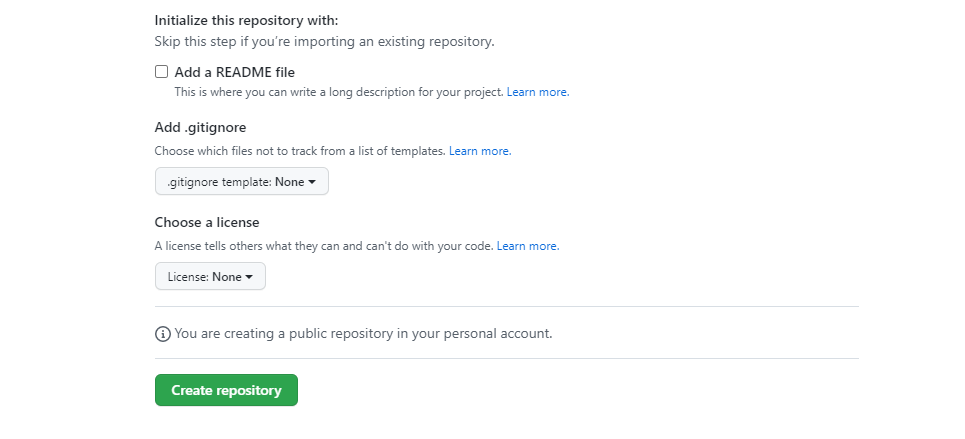 Initialize this repository with:
Skip this step if you're importing an existing repository.
Add a README file
This is where you can write a long description for your project. Learn more.
Add .gitignore
Choose which files not to track from a list of templates. Learn more.
.gitignore template: None
Choose a license
A license tells others what they can and can't do with your code. Learn more.
License: None
You are creating a public repository in your personal account.
Create repository